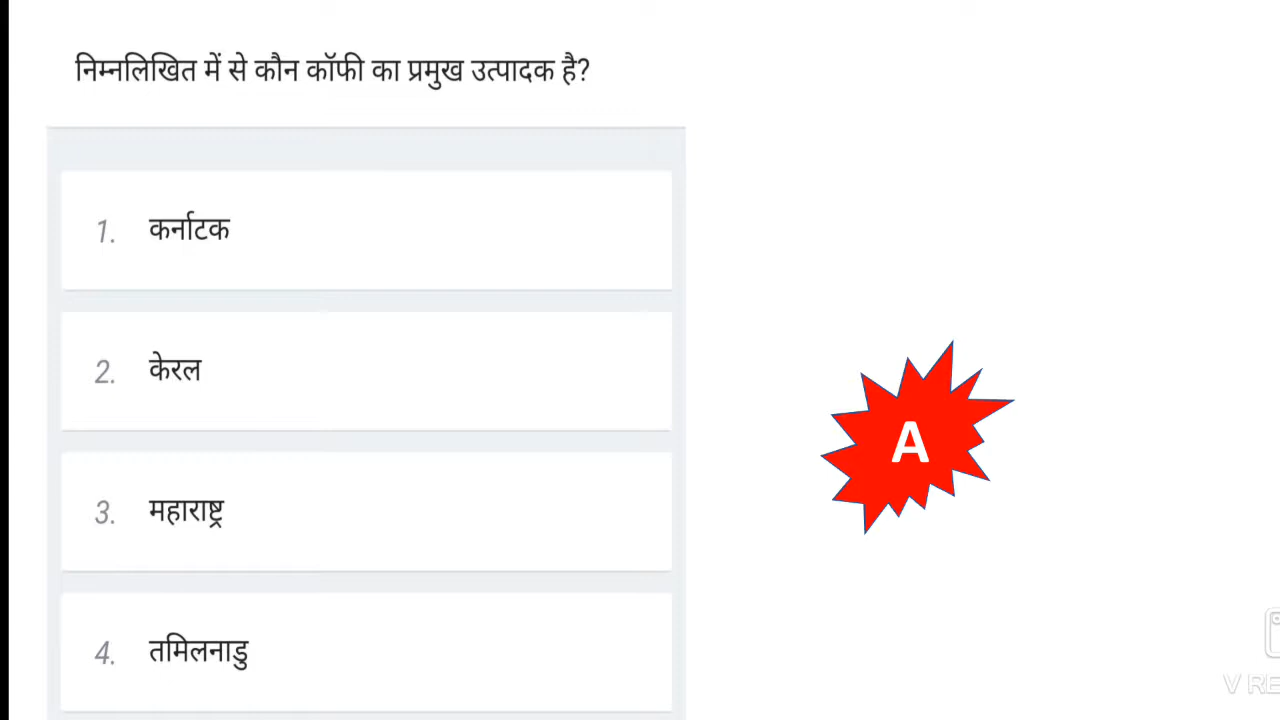 निम्नलिखित में से कौन कॉफी का प्रमुख उत्पादक है?
1. कर्नाटक
2. केरल
A
3. महाराष्ट्र
4. तमिलनाडु